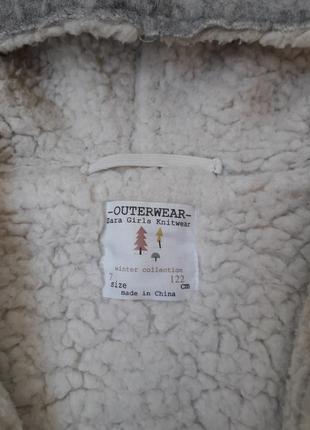 -OUTERWEAR-
Zara Girls Knitwear
winter collection
7 122
size cm
made in China